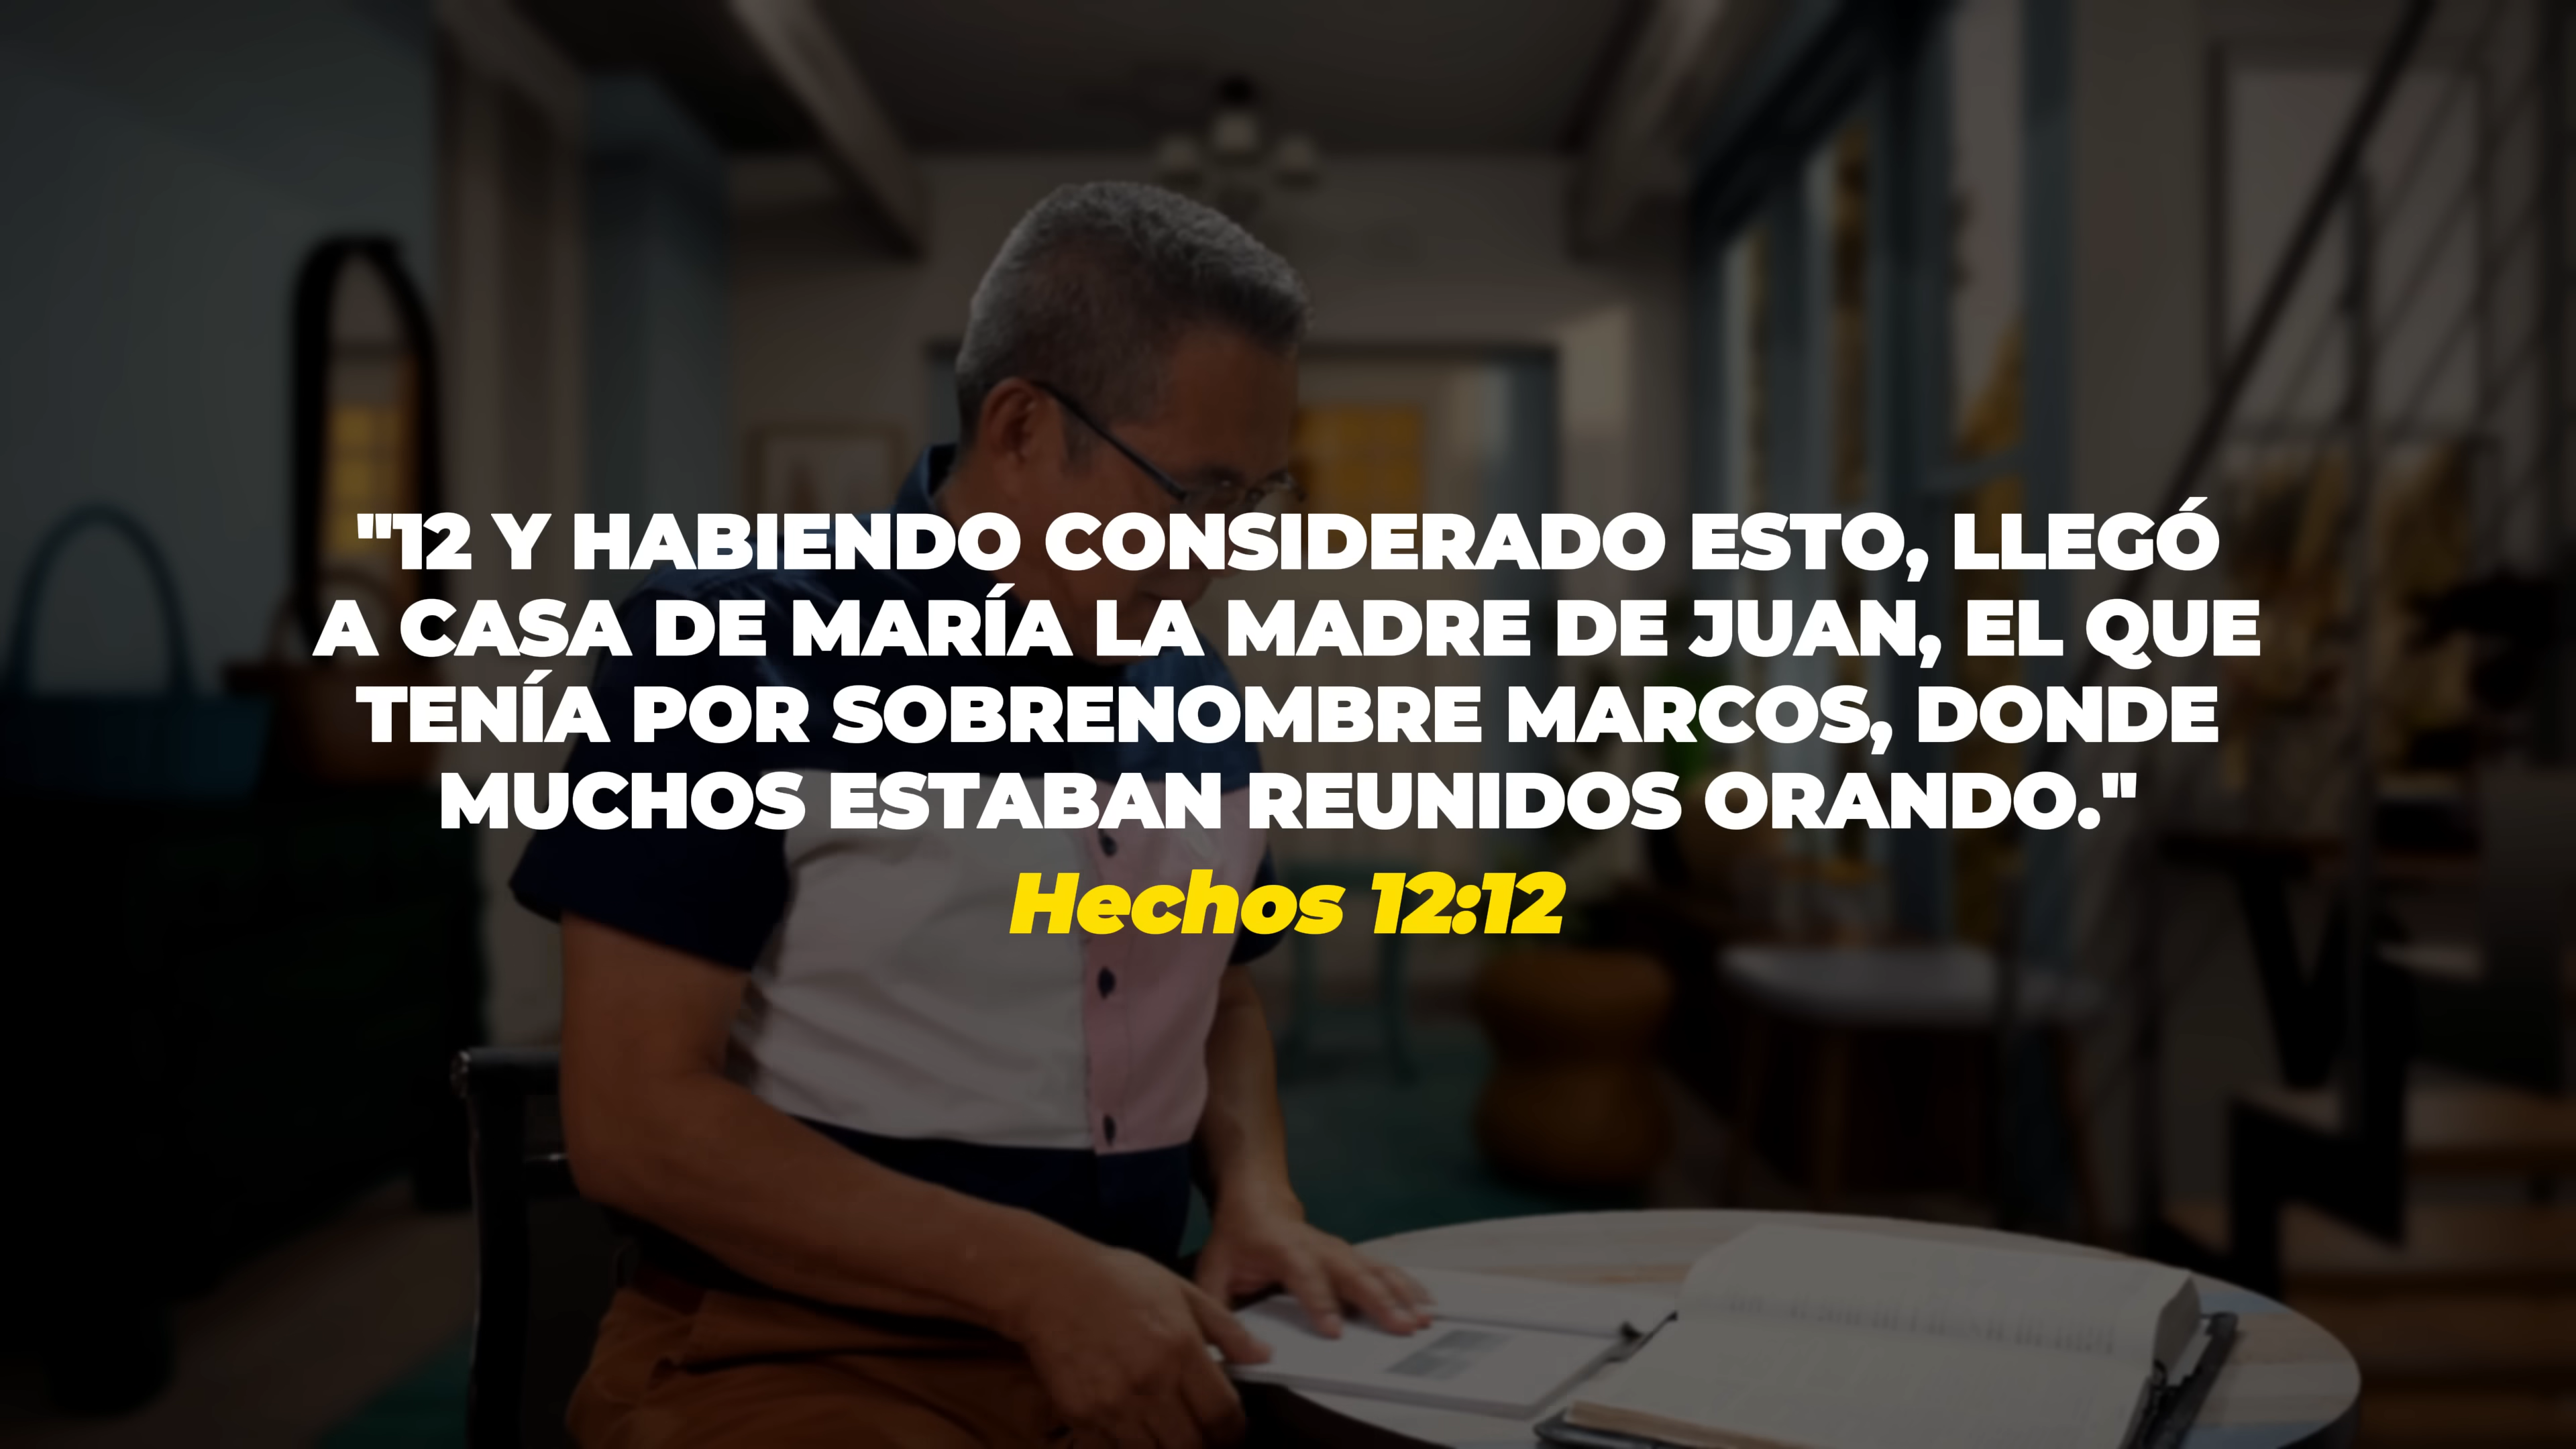 "12 Y HABIENDO CONSIDERADO ESTO, LLEGÓ
A CASA DE MARÍA LA MADRE DE JUAN, EL QUE
TENÍA POR SOBRENOMBRE MARCOS, DONDE
MUCHOS ESTABAN REUNIDOS ORANDO."
Hechos 12:12